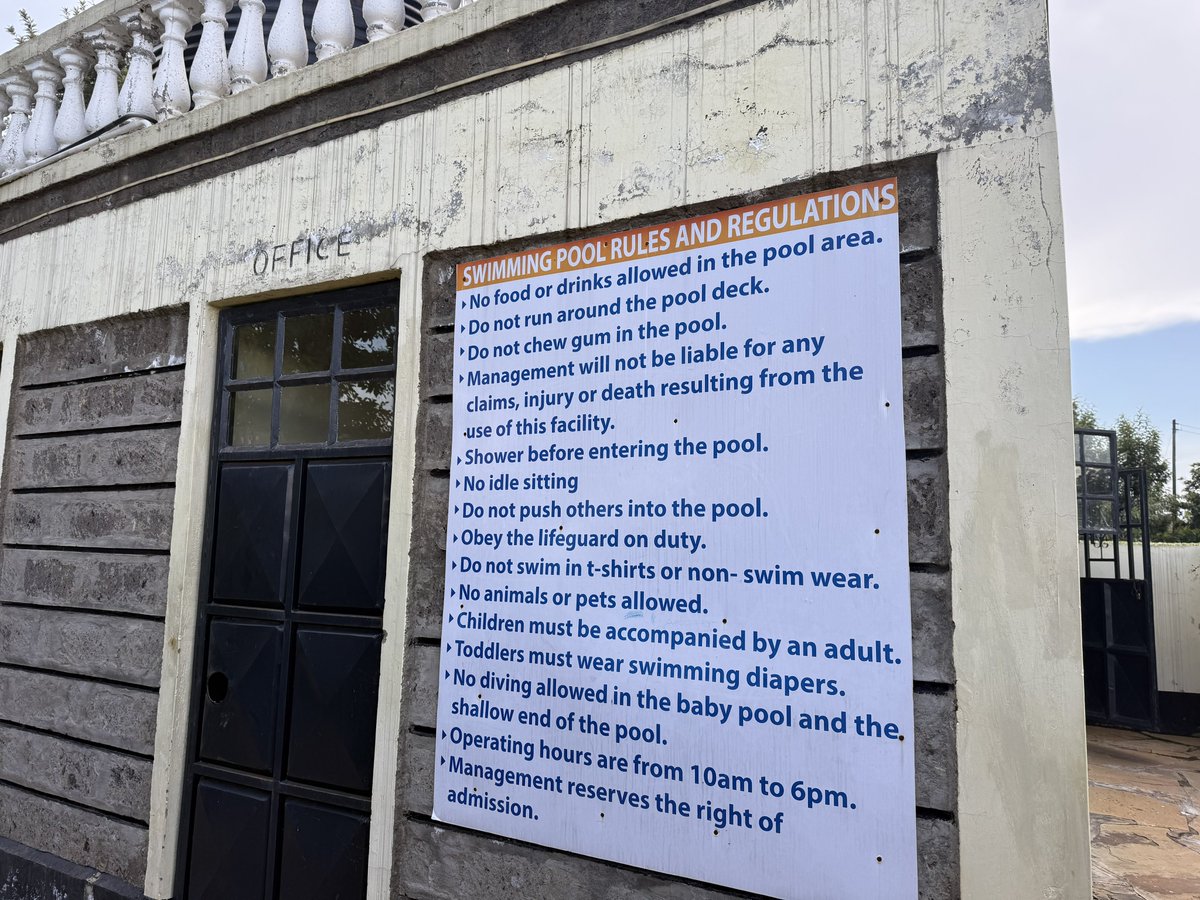 OFFICE
SWIMMING POOL RULES AND REGULATIONS
No food or drinks allowed in the pool area.
Do not run around the pool deck.
Do not chew gum in the pool.
Management will not be liable for any
claims, injury or death resulting from the
use of this facility.
Shower before entering the pool.
No idle sitting
Do not push others into the pool.
Obey the lifeguard on duty.
Do not swim in t-shirts or non- swim wear.
No animals or pets allowed.
Children must be accompanied by an adult.
Toddlers must wear swimming diapers.
No diving allowed in the baby pool and the
shallow end of the pool.
Operating hours are from 10am to 6pm.
Management reserves the right of
admission.